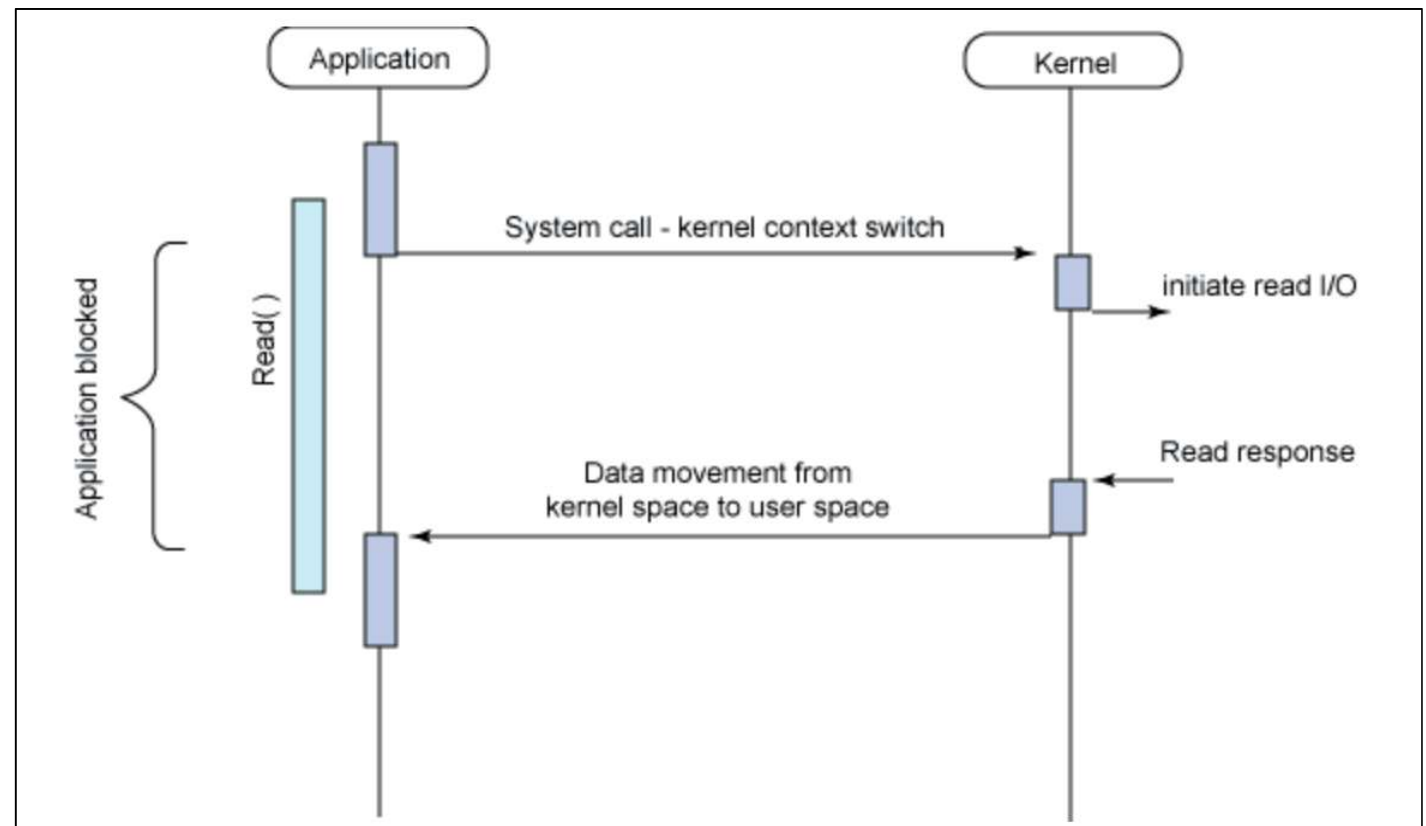 Application
Kernel
System call - kernel context switch
initiate read I/O
Application blocked
Read( )
Read response
Data movement from
kernel space to user space